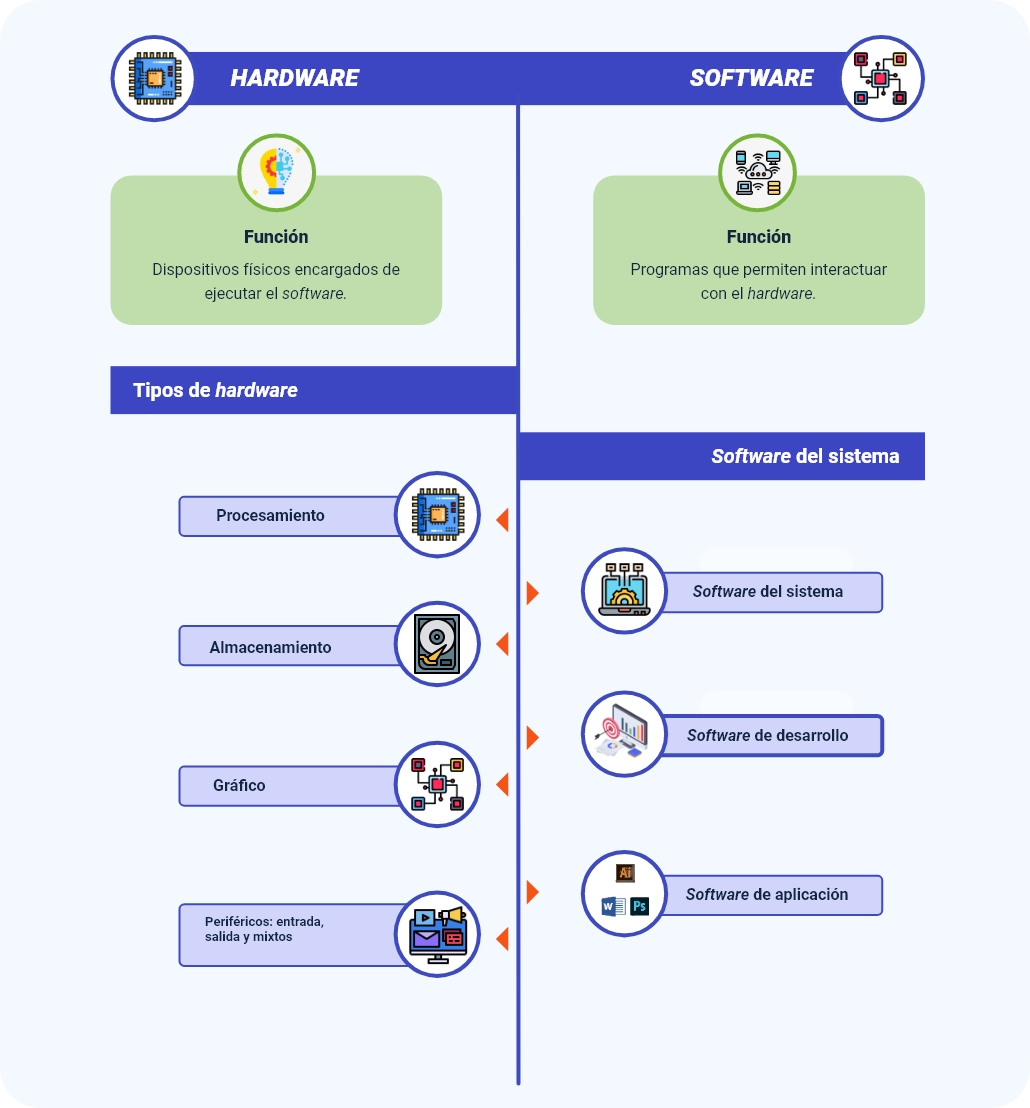 HARDWARE
SOFTWARE
Función
Dispositivos físicos encargados de
ejecutar el software.
Función
Programas que permiten interactuar
con el hardware.
Tipos de hardware
Software del sistema
Procesamiento
Software del sistema
Almacenamiento
Software de desarrollo
Gráfico
Software de aplicación
Ai
W
Ps
Periféricos: entrada,
salida y mixtos